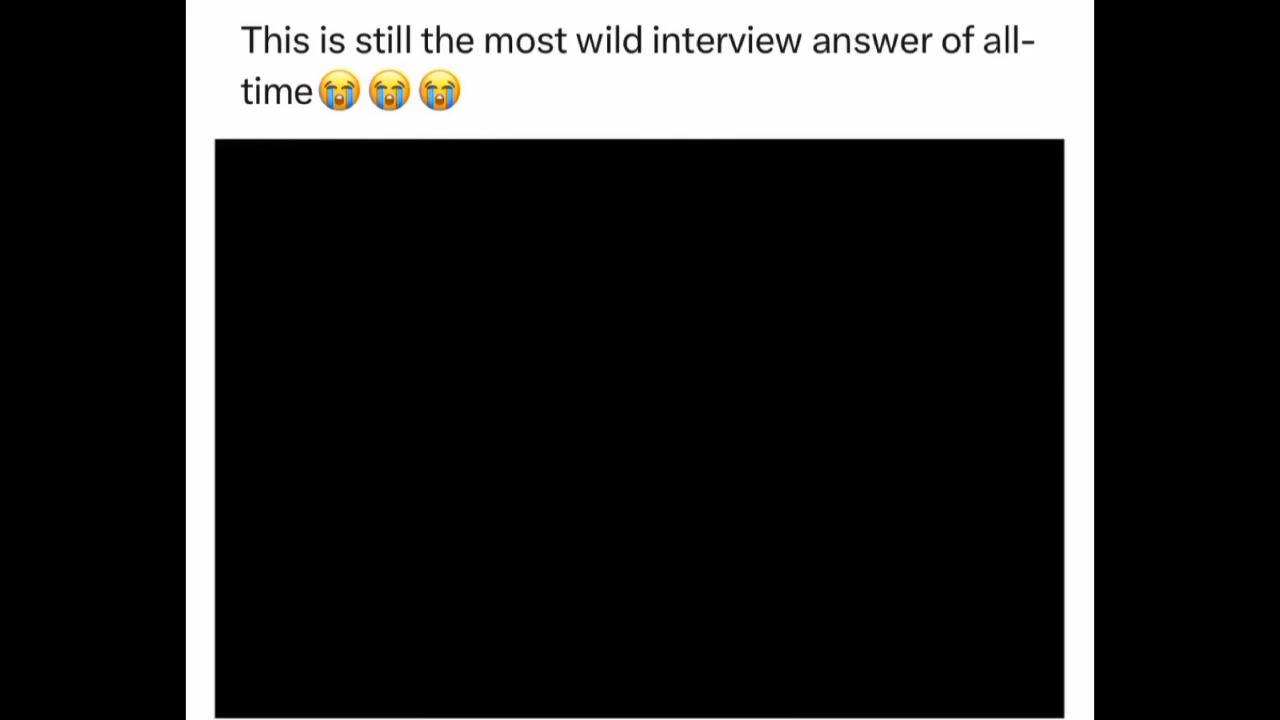 This is still the most wild interview answer of all-
time😭😭😭